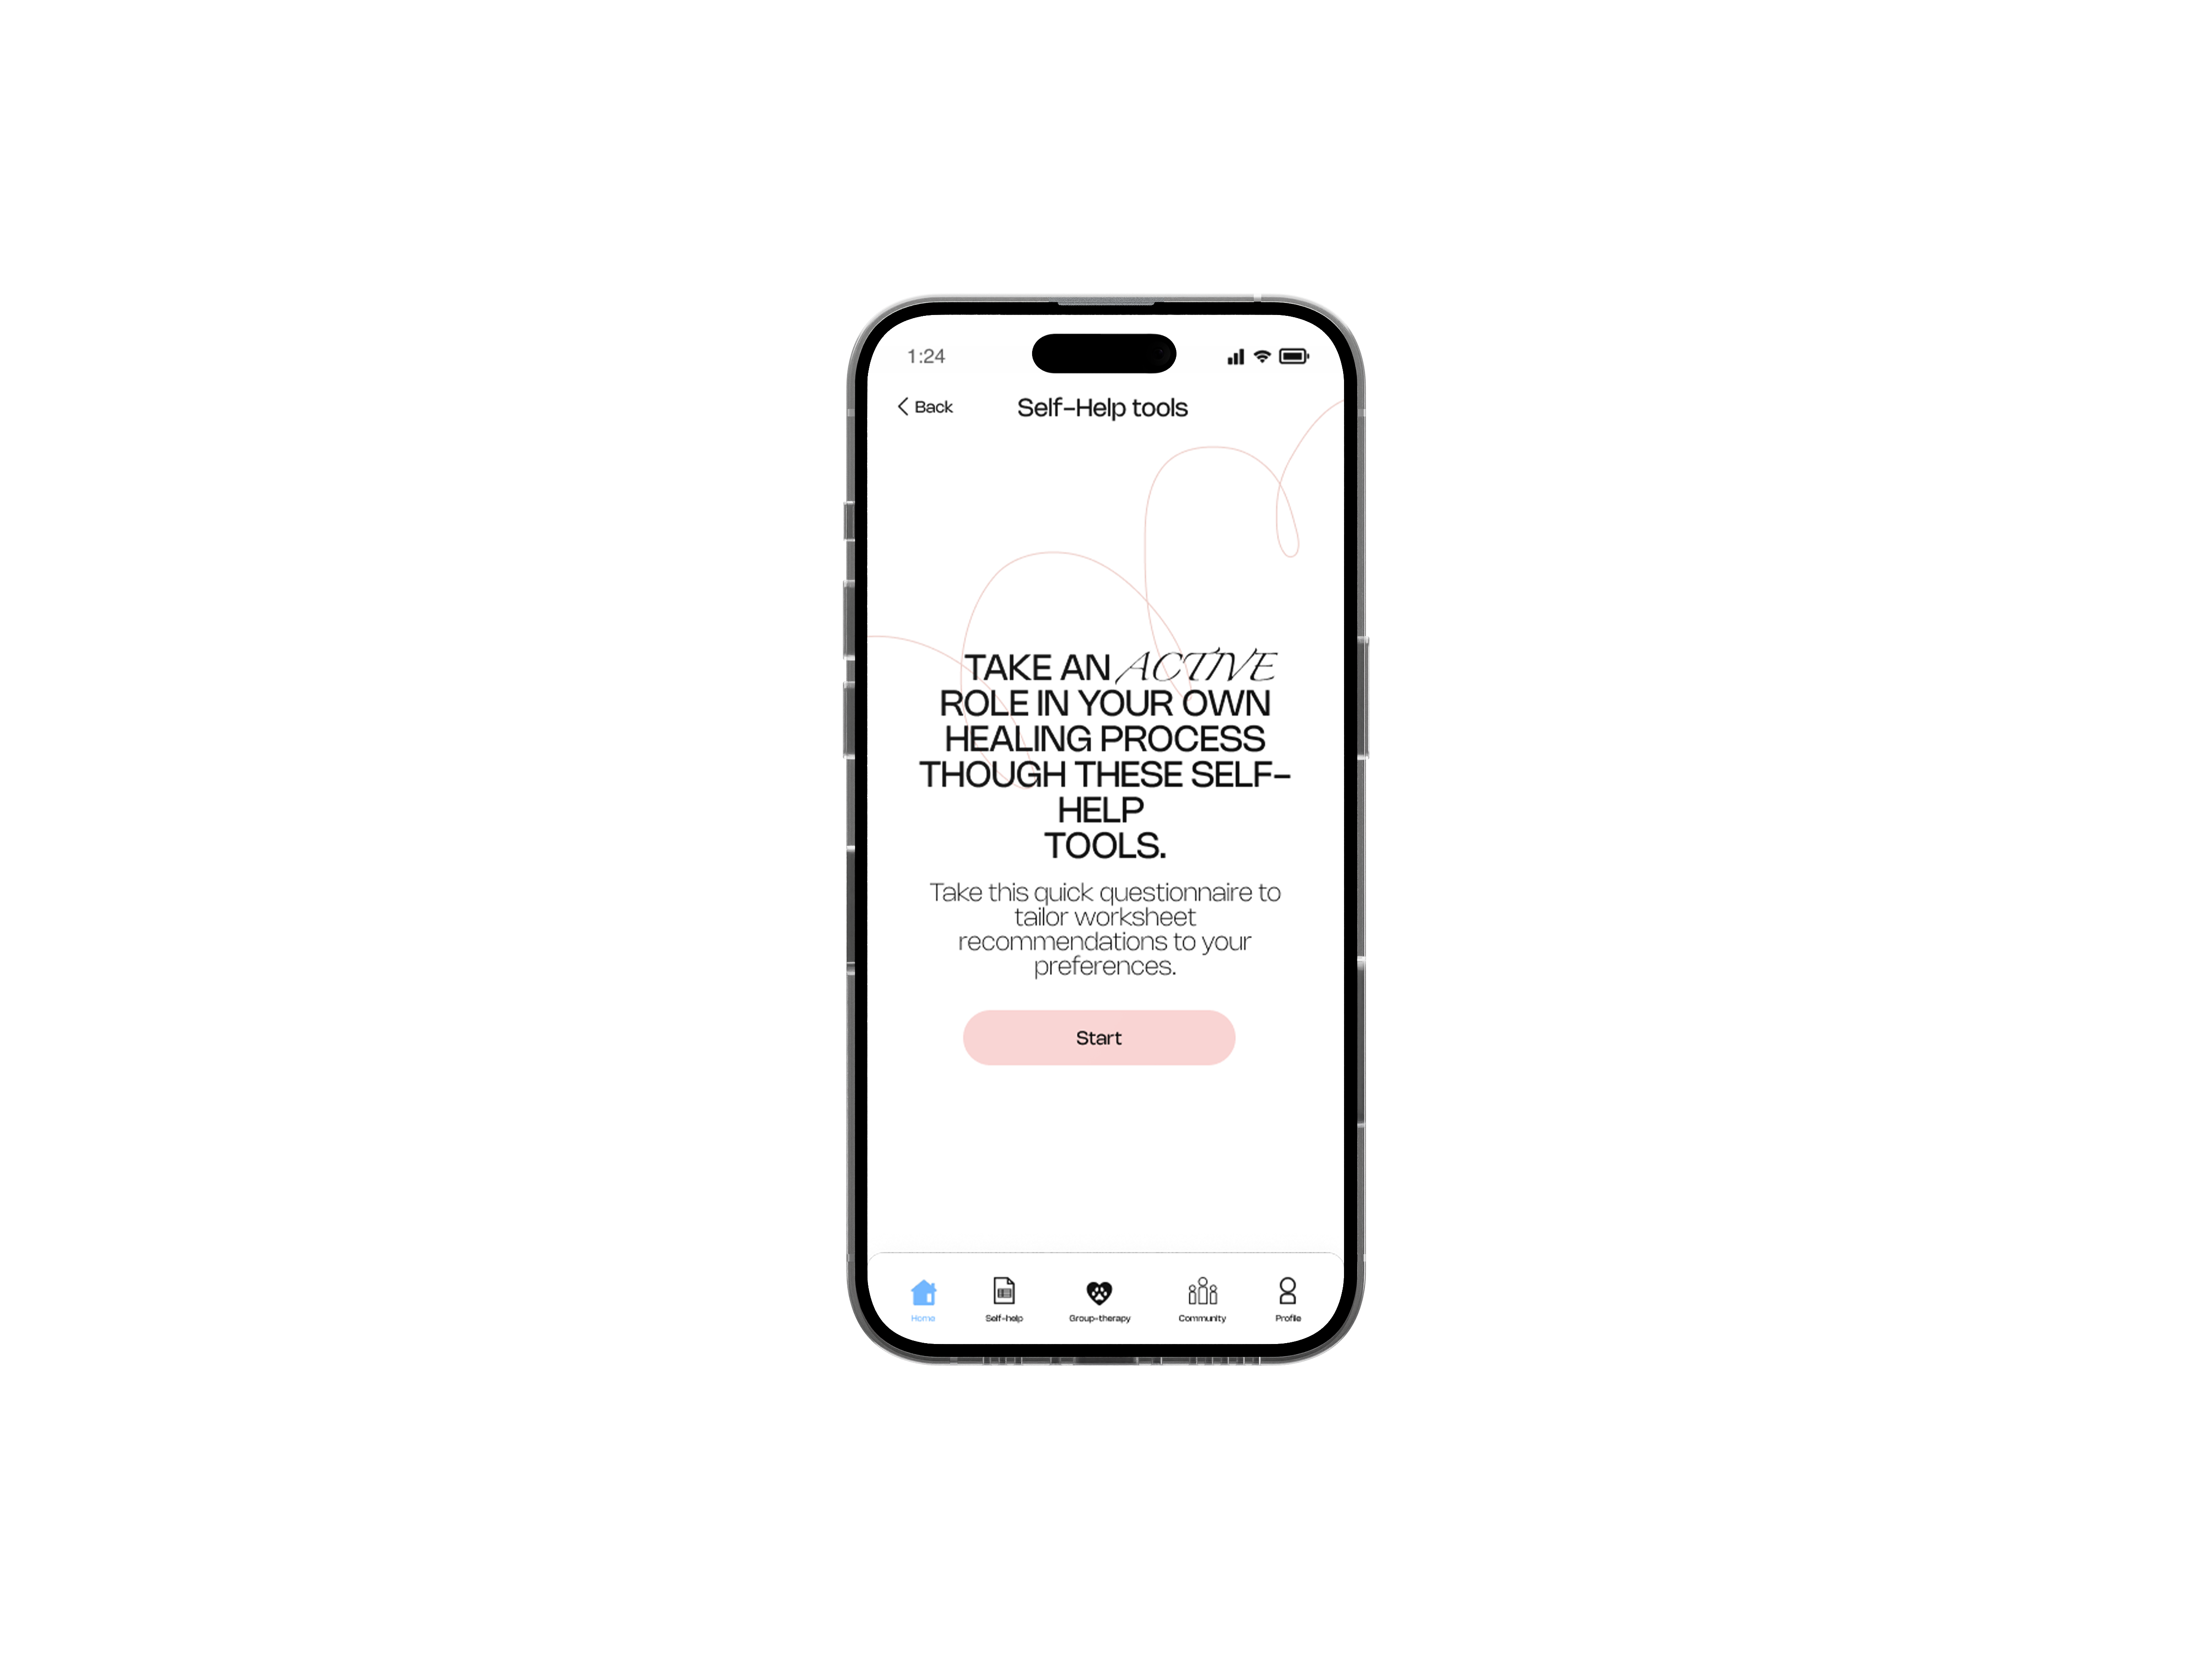 1:24
Back
Self-Help tools
TAKE AN ACTIVE
ROLE IN YOUR OWN
HEALING PROCESS
THOUGH THESE SELF-
HELP
TOOLS.
Take this quick questionnaire to
tailor worksheet
recommendations to your
preferences.
Start
Home
Self-help
Group-therapy
Community
Profile